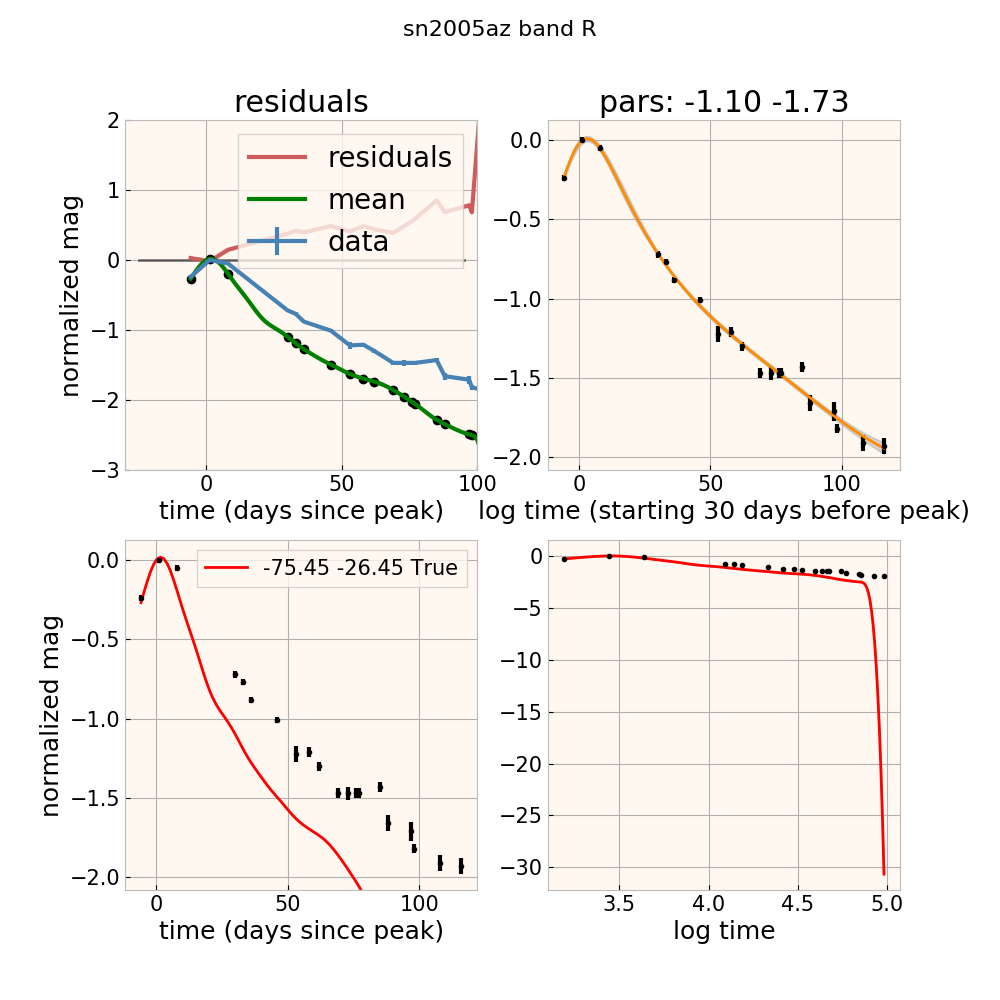 sn2005az band R
residuals
pars: -1.10 -1.73
normalized mag
2
1
0
−1
−2
−3
residuals
mean
data
0
50
100
time (days since peak)
0.0
−0.5
−1.0
−1.5
−2.0
0
50
100
log time (starting 30 days before peak)
normalized mag
0.0
−0.5
−1.0
−1.5
−2.0
-75.45 -26.45 True
0
50
100
time (days since peak)
0
−5
−10
−15
−20
−25
−30
3.5
4.0
4.5
5.0
log time